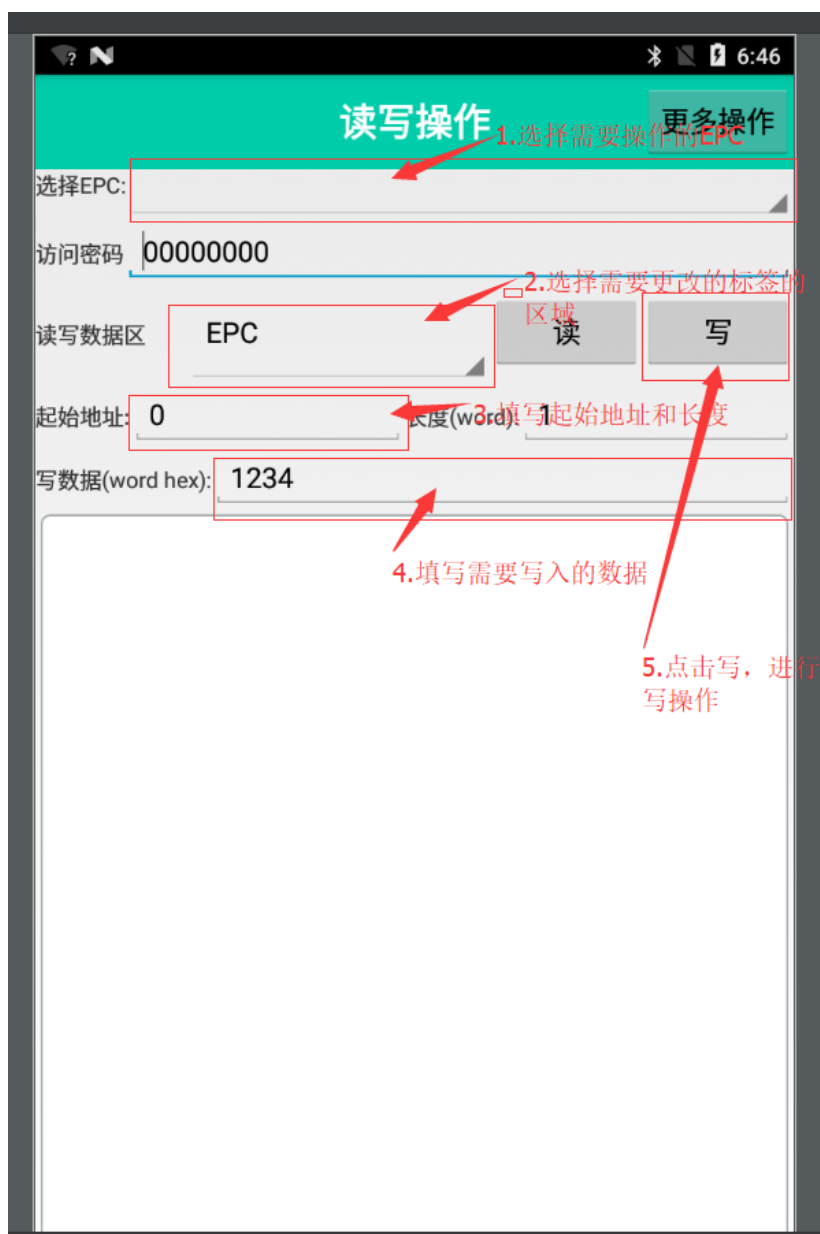 6:46
读写操作
更多操作
1.选择需要操作的EPC
选择EPC:
访问密码 00000000
2.选择需要更改的标签的
区域
读写数据区 EPC 读 写
起始地址: 0 长度(word): 1
3.填写起始地址和长度
写数据(word hex): 1234
4.填写需要写入的数据
5.点击写，进行
写操作